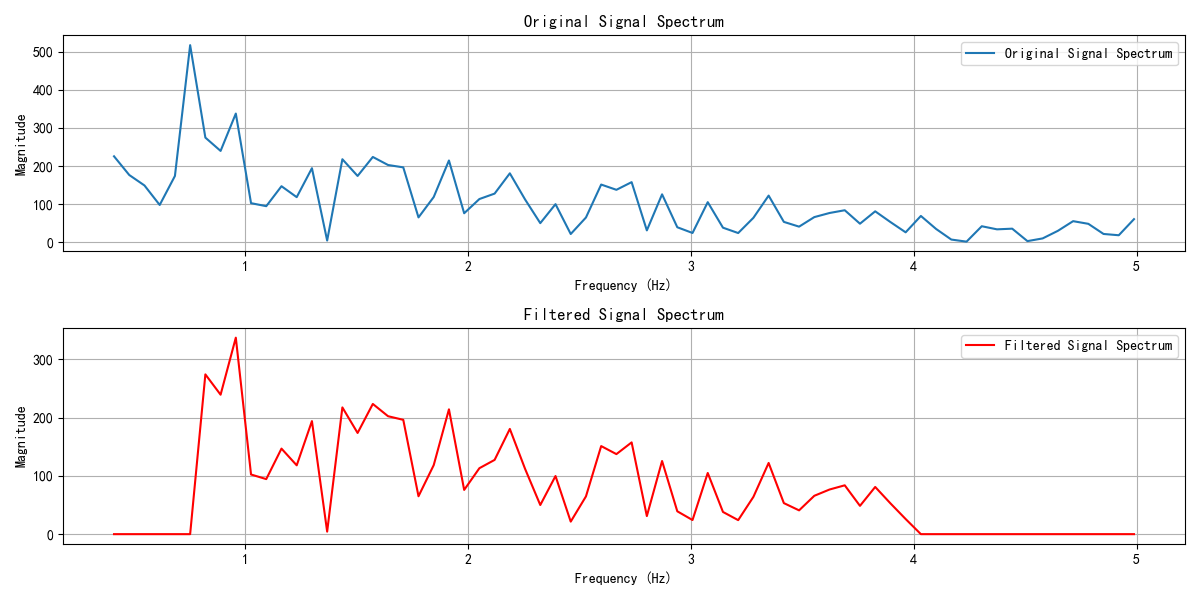 Original Signal Spectrum
Original Signal Spectrum
Magnitude
500
400
300
200
100
0
1 2 3 4 5
Frequency (Hz)
Filtered Signal Spectrum
Filtered Signal Spectrum
Magnitude
300
200
100
0
1 2 3 4 5
Frequency (Hz)